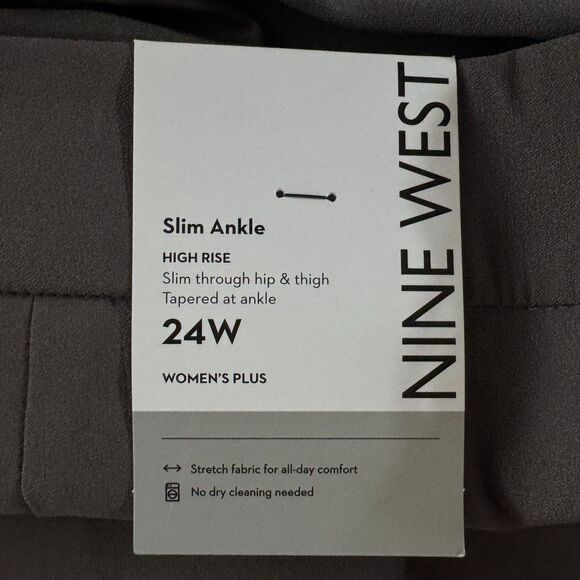 NINE WEST
Slim Ankle
HIGH RISE
Slim through hip & thigh
Tapered at ankle
24W
WOMEN'S PLUS
Stretch fabric for all-day comfort
No dry cleaning needed